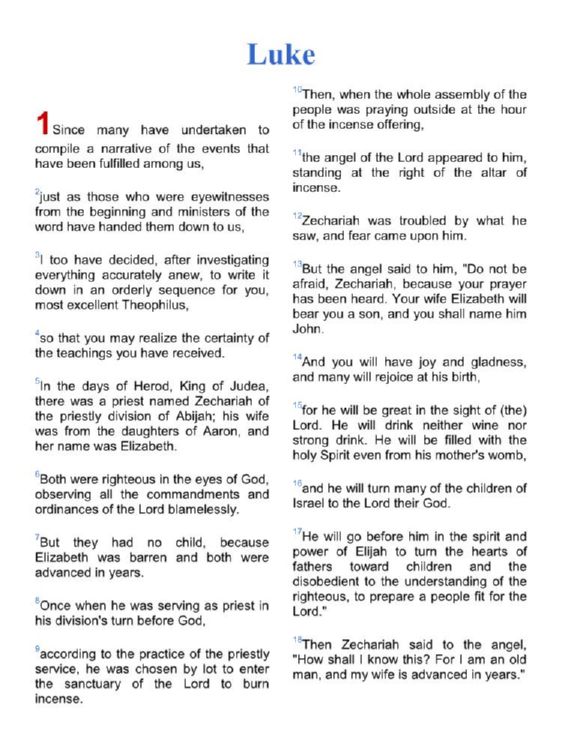 Luke
1Since many have undertaken to
compile a narrative of the events that
have been fulfilled among us,
2just as those who were eyewitnesses
from the beginning and ministers of the
word have handed them down to us,
3I too have decided, after investigating
everything accurately anew, to write it
down in an orderly sequence for you,
most excellent Theophilus,
4so that you may realize the certainty of
the teachings you have received.
5In the days of Herod, King of Judea,
there was a priest named Zechariah of
the priestly division of Abijah; his wife
was from the daughters of Aaron, and
her name was Elizabeth.
6Both were righteous in the eyes of God,
observing all the commandments and
ordinances of the Lord blamelessly.
7But they had no child, because
Elizabeth was barren and both were
advanced in years.
8Once when he was serving as priest in
his division's turn before God,
9according to the practice of the priestly
service, he was chosen by lot to enter
the sanctuary of the Lord to burn
incense.
10Then, when the whole assembly of the
people was praying outside at the hour
of the incense offering,
11the angel of the Lord appeared to him,
standing at the right of the altar of
incense.
12Zechariah was troubled by what he
saw, and fear came upon him.
13But the angel said to him, "Do not be
afraid, Zechariah, because your prayer
has been heard. Your wife Elizabeth will
bear you a son, and you shall name him
John.
14And you will have joy and gladness,
and many will rejoice at his birth,
15for he will be great in the sight of (the)
Lord. He will drink neither wine nor
strong drink. He will be filled with the
holy Spirit even from his mother's womb,
16and he will turn many of the children of
Israel to the Lord their God.
17He will go before him in the spirit and
power of Elijah to turn the hearts of
fathers toward children and the
disobedient to the understanding of the
righteous, to prepare a people fit for the
Lord."
18Then Zechariah said to the angel,
"How shall I know this? For I am an old
man, and my wife is advanced in years."